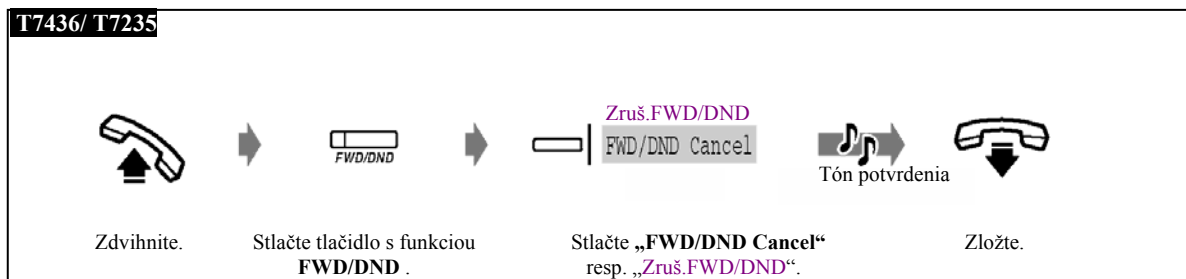 T7436/ T7235
Zruš.FWD/DND
FWD/DND
FWD/DND Cancel
Tón potvrdenia
Zdvihnite.
Stlačte tlačidlo s funkciou
FWD/DND .
Stlačte „FWD/DND Cancel“
resp. „Zruš.FWD/DND“.
Zložte.